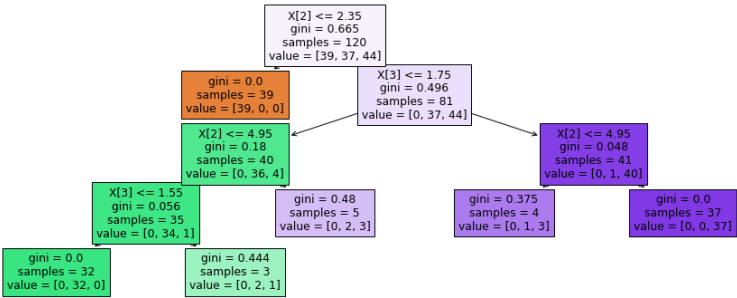 X[2] <= 2.35
gini = 0.665
samples = 120
value = [39, 37, 44]
gini = 0.0
samples = 39
value = [39, 0, 0]
X[3] <= 1.75
gini = 0.496
samples = 81
value = [0, 37, 44]
X[2] <= 4.95
gini = 0.18
samples = 40
value = [0, 36, 4]
X[2] <= 4.95
gini = 0.048
samples = 41
value = [0, 1, 40]
X[3] <= 1.55
gini = 0.056
samples = 35
value = [0, 34, 1]
gini = 0.48
samples = 5
value = [0, 2, 3]
gini = 0.375
samples = 4
value = [0, 1, 3]
gini = 0.0
samples = 37
value = [0, 0, 37]
gini = 0.0
samples = 32
value = [0, 32, 0]
gini = 0.444
samples = 3
value = [0, 2, 1]